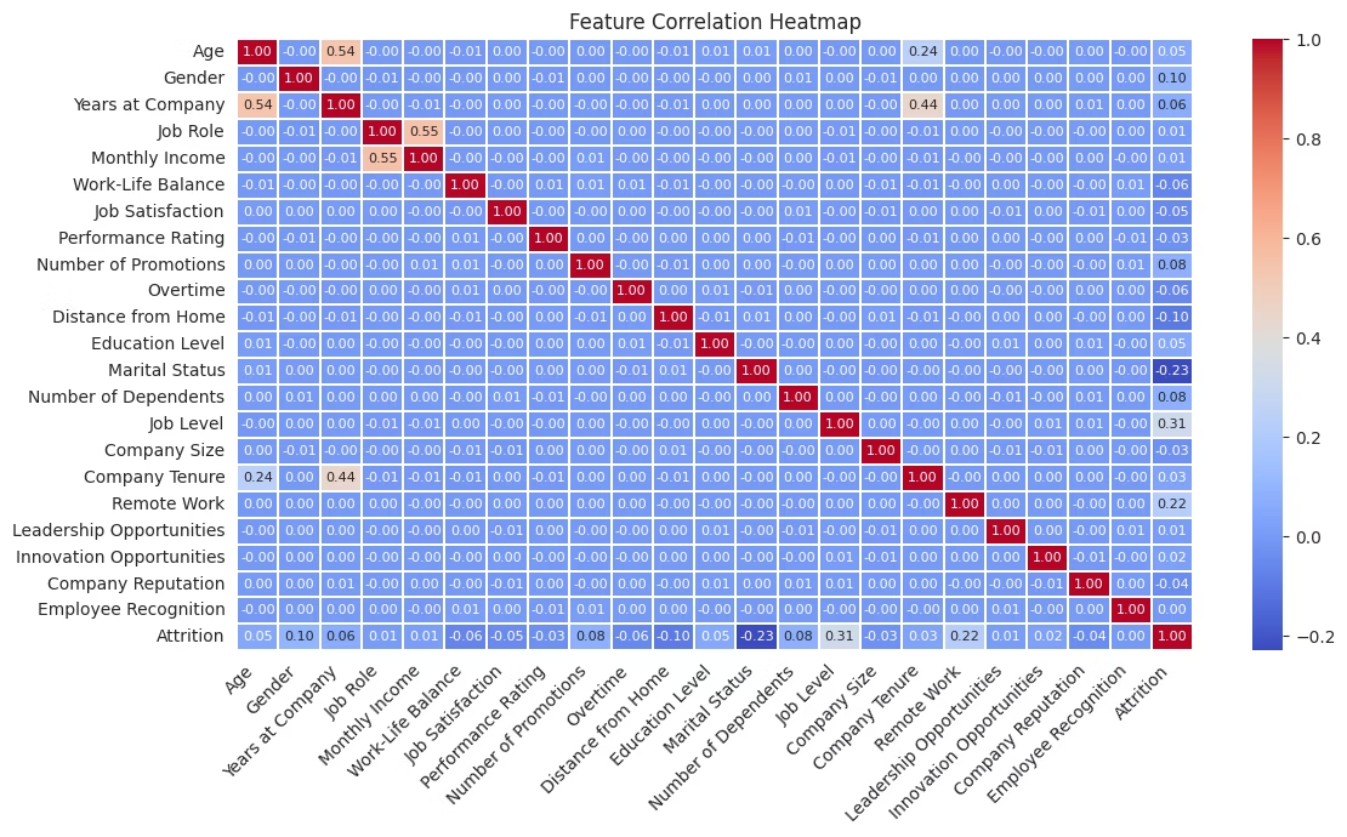 Feature Correlation Heatmap
Age 1.00 -0.00 0.54 -0.00 -0.00 -0.01 0.00 -0.00 0.00 -0.00 -0.01 0.01 0.01 0.00 -0.00 0.00 0.24 0.00 -0.00 -0.00 0.00 -0.00 0.05
Gender -0.00 1.00 -0.00 -0.01 -0.00 -0.00 0.00 -0.01 0.00 -0.00 -0.00 -0.00 0.00 0.01 0.00 -0.01 0.00 0.00 0.00 0.00 0.00 0.00 0.10
Years at Company 0.54 -0.00 1.00 -0.00 -0.01 -0.00 0.00 -0.00 0.00 -0.00 -0.01 0.00 0.00 0.00 0.00 -0.00 0.44 0.00 0.00 0.00 0.01 0.00 0.06
Job Role -0.00 -0.01 -0.00 1.00 0.55 -0.00 0.00 0.00 -0.00 0.00 -0.00 0.00 0.00 0.00 -0.01 -0.00 -0.01 0.00 -0.00 -0.00 -0.00 -0.00 0.01
Monthly Income -0.00 -0.00 -0.01 0.55 1.00 -0.00 -0.00 -0.00 0.01 -0.00 -0.00 0.00 0.00 0.00 -0.01 -0.00 -0.01 0.00 -0.00 -0.00 0.00 -0.00 0.01
Work-Life Balance -0.01 -0.00 -0.00 -0.00 -0.00 1.00 -0.00 0.01 0.01 0.01 -0.01 -0.00 -0.00 -0.00 -0.00 0.00 -0.00 0.00 0.00 0.00 -0.00 0.01 -0.06
Job Satisfaction 0.00 0.00 0.00 0.00 -0.00 -0.00 1.00 -0.00 -0.00 0.00 -0.00 -0.00 -0.00 0.01 -0.00 -0.01 0.00 0.00 -0.01 0.00 -0.01 0.00 -0.05
Performance Rating -0.00 -0.01 -0.00 0.00 -0.00 0.01 -0.00 1.00 0.00 -0.00 -0.00 0.00 0.00 -0.01 -0.00 0.01 -0.01 0.00 0.00 -0.00 0.00 -0.01 -0.03
Number of Promotions 0.00 0.00 0.00 -0.00 0.01 0.01 -0.00 0.00 1.00 -0.00 -0.01 0.00 0.00 -0.00 -0.00 0.00 0.00 0.00 -0.00 -0.00 -0.00 0.01 0.08
Overtime -0.00 -0.00 -0.00 0.00 -0.00 0.01 0.00 -0.00 -0.00 1.00 0.00 0.01 -0.01 0.00 0.00 0.00 -0.00 -0.00 0.00 -0.00 0.00 0.00 -0.06
Distance from Home -0.01 -0.00 -0.01 -0.00 -0.00 -0.01 -0.00 -0.00 -0.01 0.00 1.00 -0.01 0.01 0.00 -0.00 0.01 -0.00 0.00 0.00 -0.00 0.00 0.00 -0.10
Education Level 0.01 -0.00 0.00 0.00 0.00 -0.00 -0.00 0.00 0.00 0.01 -0.01 1.00 -0.00 -0.00 0.00 -0.00 0.00 -0.00 0.01 0.00 0.01 -0.00 0.05
Marital Status 0.01 0.00 0.00 0.00 0.00 -0.00 -0.00 0.00 0.00 -0.01 0.01 -0.00 1.00 0.00 -0.00 -0.00 -0.00 0.00 -0.00 -0.00 0.00 -0.00 -0.23
Number of Dependents 0.00 0.01 0.00 0.00 0.00 -0.00 0.01 -0.01 -0.00 0.00 0.00 -0.00 0.00 1.00 0.00 -0.00 0.00 0.00 -0.01 -0.00 0.01 -0.00 0.08
Job Level -0.00 0.00 0.00 -0.01 -0.01 -0.00 -0.00 -0.00 -0.00 0.00 -0.00 0.00 -0.00 0.00 1.00 0.00 -0.00 -0.00 -0.00 0.01 0.01 -0.00 0.31
Company Size 0.00 -0.01 -0.00 -0.00 -0.00 0.00 -0.01 0.01 0.00 0.00 0.01 -0.00 -0.00 -0.00 0.00 1.00 -0.00 0.00 -0.01 -0.01 0.00 -0.00 -0.03
Company Tenure 0.24 0.00 0.44 -0.01 -0.01 -0.00 0.00 -0.01 0.00 -0.00 -0.00 0.00 -0.00 0.00 -0.00 -0.00 1.00 -0.00 0.00 0.00 0.00 0.00 0.03
Remote Work 0.00 0.00 0.00 0.00 0.00 0.00 0.00 0.00 0.00 -0.00 0.00 -0.00 0.00 0.00 -0.00 0.00 -0.00 1.00 0.00 0.00 -0.00 -0.00 0.22
Leadership Opportunities -0.00 0.00 0.00 -0.00 -0.00 0.00 -0.01 0.00 -0.00 0.00 0.00 0.01 -0.00 -0.01 -0.00 -0.01 0.00 0.00 1.00 0.00 -0.00 0.01 0.01
Innovation Opportunities -0.00 0.00 0.00 -0.00 -0.00 0.00 0.00 -0.00 -0.00 -0.00 -0.00 0.00 -0.00 -0.00 0.01 -0.01 0.00 0.00 0.00 1.00 -0.01 -0.00 0.02
Company Reputation 0.00 0.00 0.01 -0.00 0.00 -0.00 -0.01 0.00 -0.00 0.00 0.00 0.01 0.00 0.01 0.01 0.00 0.00 -0.00 -0.00 -0.01 1.00 0.00 -0.04
Employee Recognition -0.00 0.00 0.00 -0.00 -0.00 0.01 0.00 -0.01 0.01 0.00 0.00 -0.00 -0.00 -0.00 -0.00 -0.00 0.00 -0.00 0.01 -0.00 0.00 1.00 0.00
Attrition 0.05 0.10 0.06 0.01 0.01 -0.06 -0.05 -0.03 0.08 -0.06 -0.10 0.05 -0.23 0.08 0.31 -0.03 0.03 0.22 0.01 0.02 -0.04 0.00 1.00
Age
Gender
Years at Company
Job Role
Monthly Income
Work-Life Balance
Job Satisfaction
Performance Rating
Number of Promotions
Overtime
Distance from Home
Education Level
Marital Status
Number of Dependents
Job Level
Company Size
Company Tenure
Remote Work
Leadership Opportunities
Innovation Opportunities
Company Reputation
Employee Recognition
Attrition
1.0
0.8
0.6
0.4
0.2
0.0
−0.2